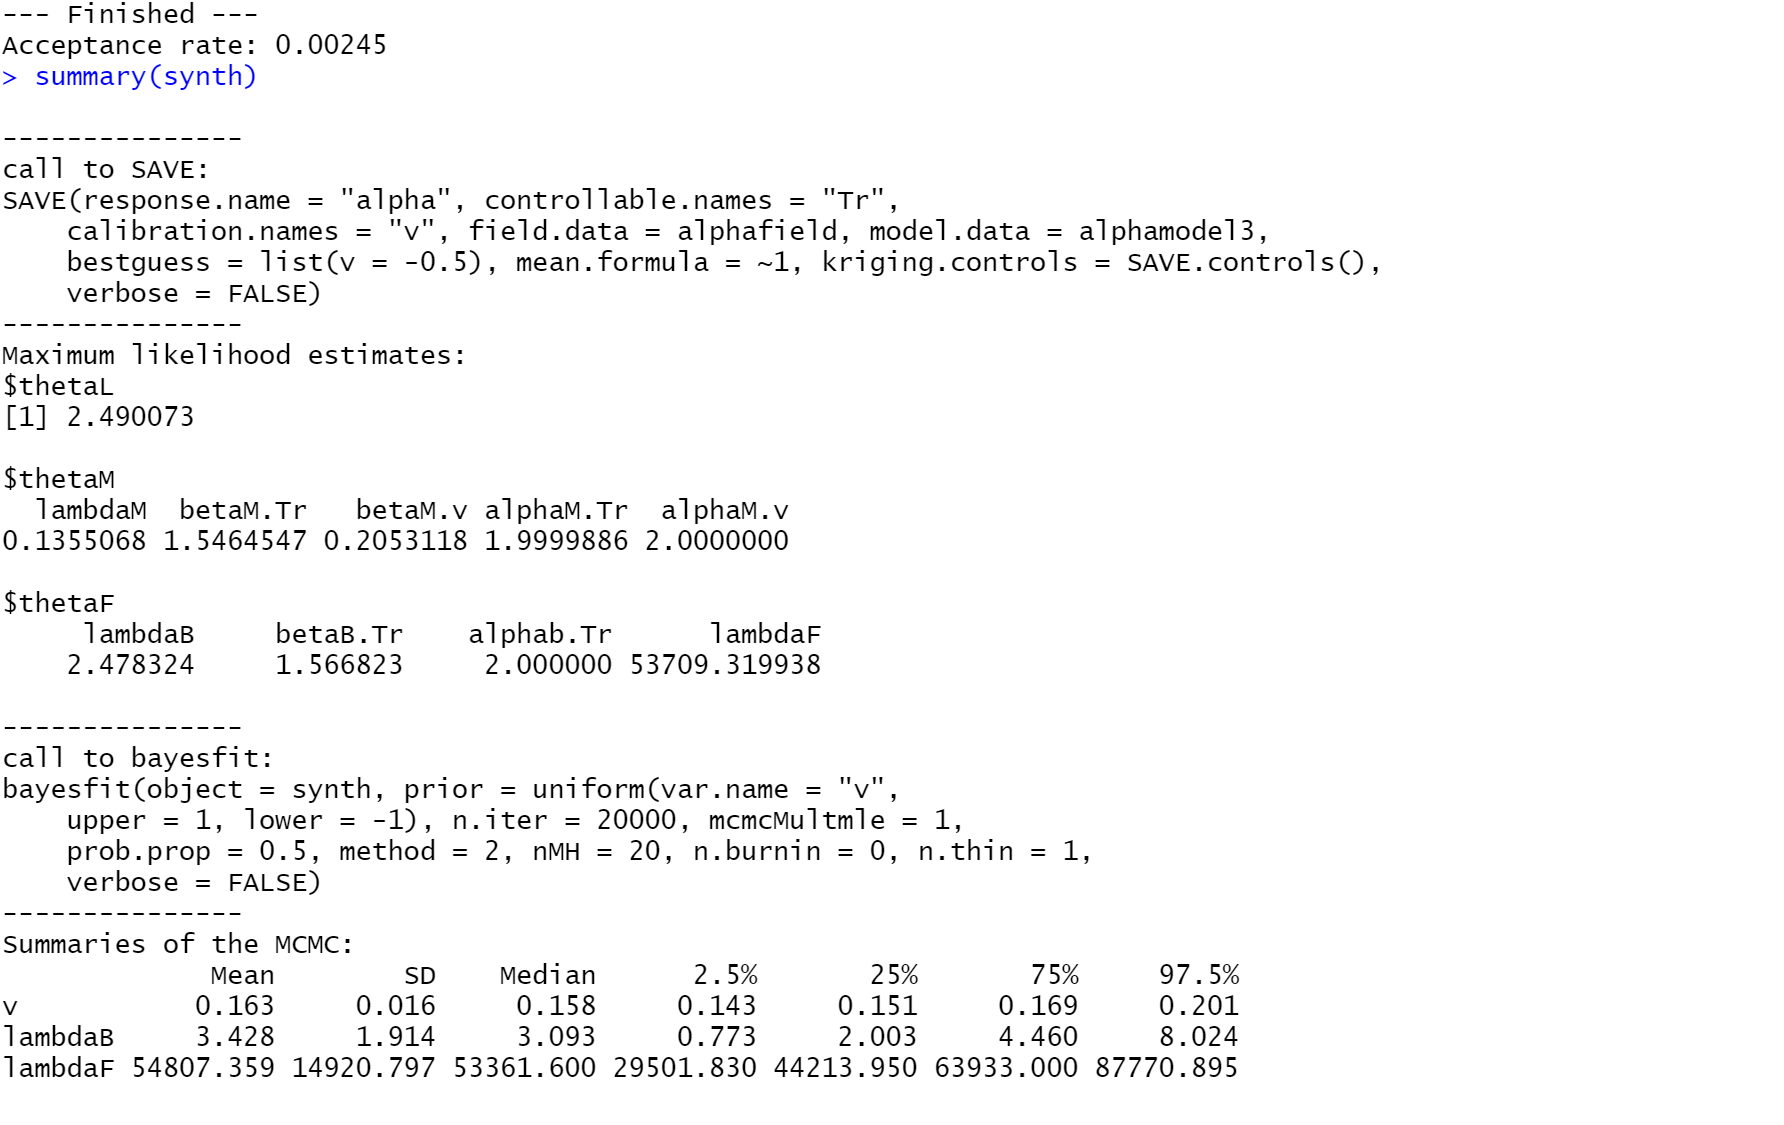 --- Finished ---
Acceptance rate: 0.00245
> summary(synth)
---------------
call to SAVE:
SAVE(response.name = "alpha", controllable.names = "Tr",
    calibration.names = "v", field.data = alphafield, model.data = alphamodel3,
    bestguess = list(v = -0.5), mean.formula = ~1, kriging.controls = SAVE.controls(),
    verbose = FALSE)
---------------
Maximum likelihood estimates:
$thetaL
[1] 2.490073
$thetaM
  lambdaM  betaM.Tr   betaM.v alphaM.Tr  alphaM.v
0.1355068 1.5464547 0.2053118 1.9999886 2.0000000
$thetaF
     lambdaB     betaB.Tr    alphab.Tr      lambdaF
    2.478324     1.566823     2.000000 53709.319938
---------------
call to bayesfit:
bayesfit(object = synth, prior = uniform(var.name = "v",
    upper = 1, lower = -1), n.iter = 20000, mcmcMultmle = 1,
    prob.prop = 0.5, method = 2, nMH = 20, n.burnin = 0, n.thin = 1,
    verbose = FALSE)
---------------
Summaries of the MCMC:
             Mean        SD    Median      2.5%       25%       75%     97.5%
v           0.163     0.016     0.158     0.143     0.151     0.169     0.201
lambdaB     3.428     1.914     3.093     0.773     2.003     4.460     8.024
lambdaF 54807.359 14920.797 53361.600 29501.830 44213.950 63933.000 87770.895